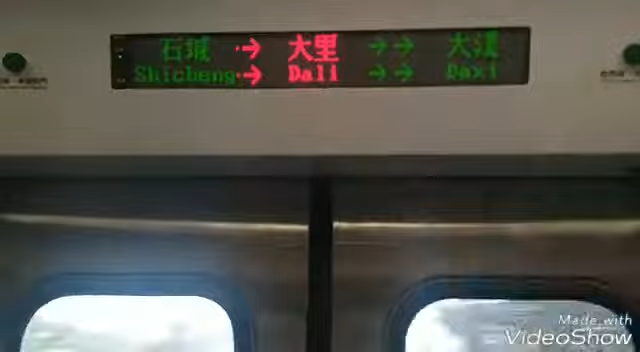 石城 → 大里 →→ 大溪
Shicheng → Dali →→ Daxi
Made with
VideoShow